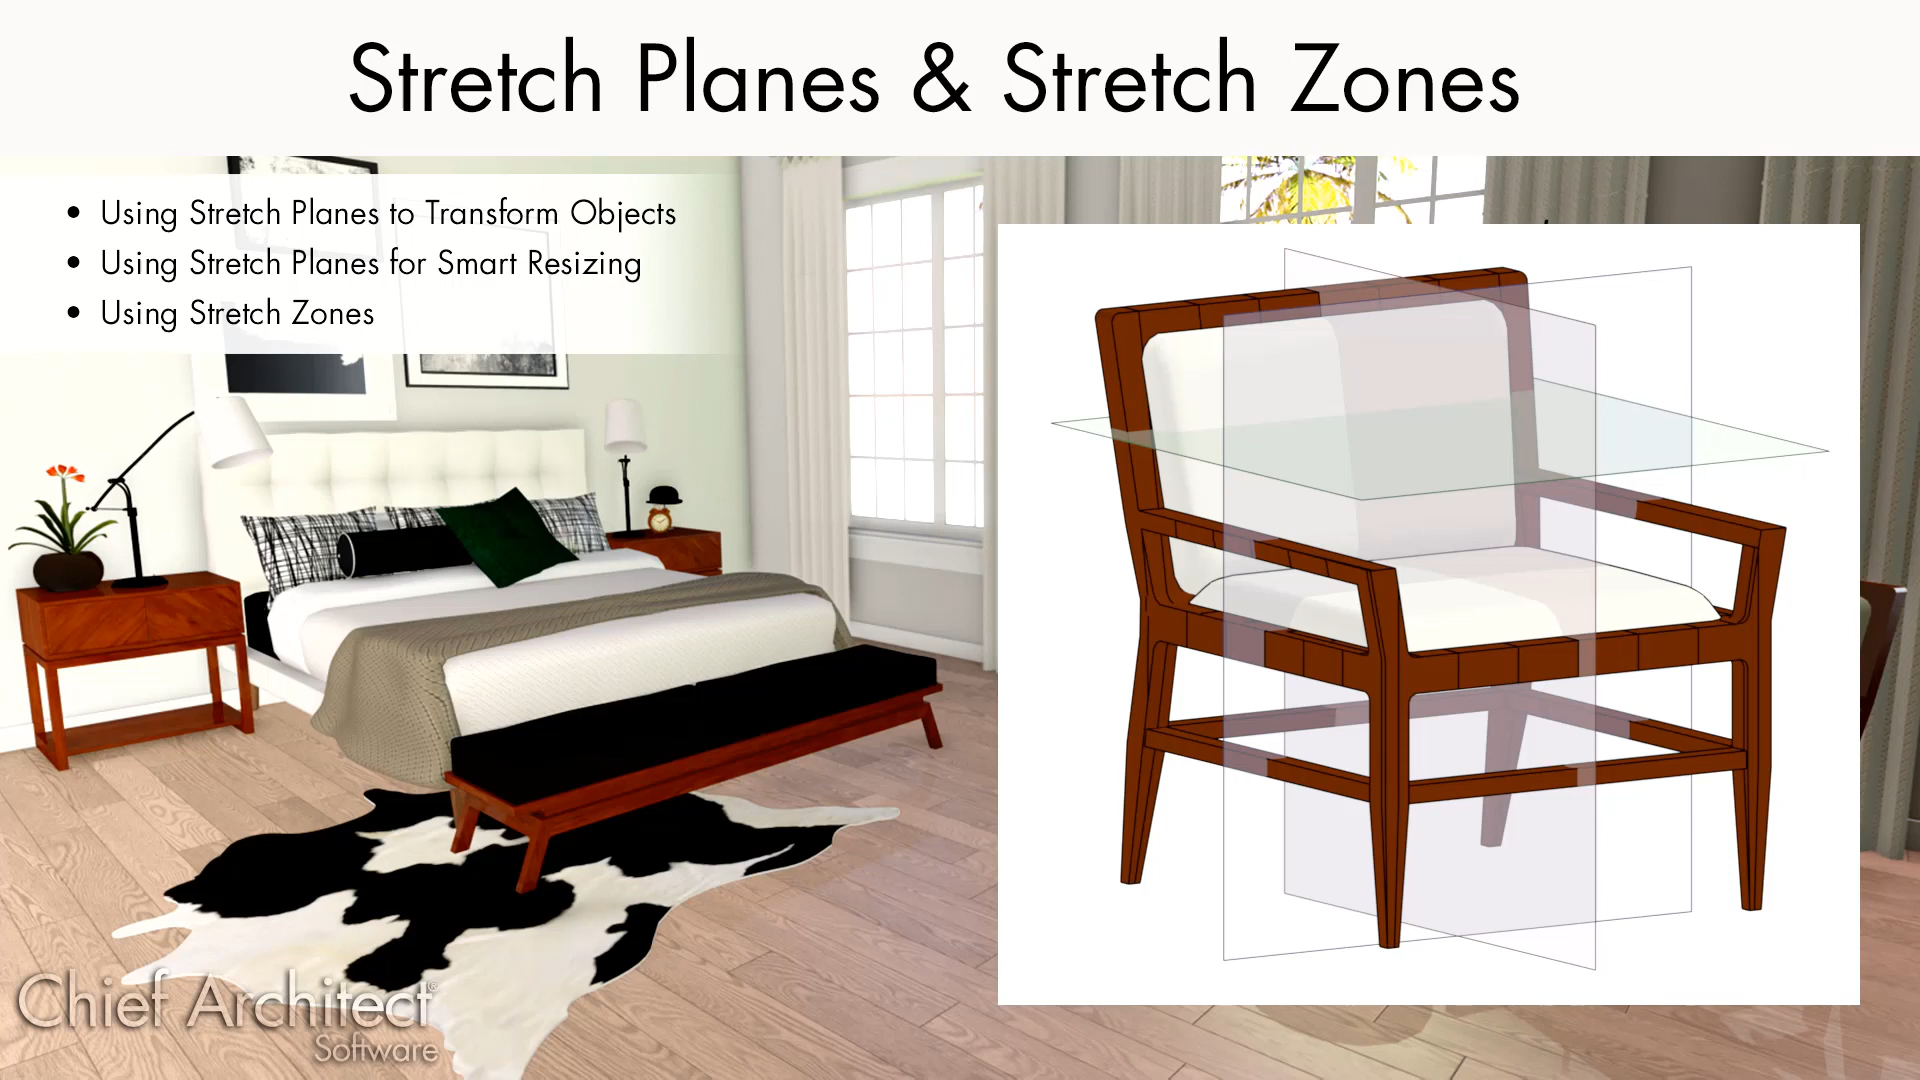 Stretch Planes & Stretch Zones
• Using Stretch Planes to Transform Objects
• Using Stretch Planes for Smart Resizing
• Using Stretch Zones
Chief Architect®
Software